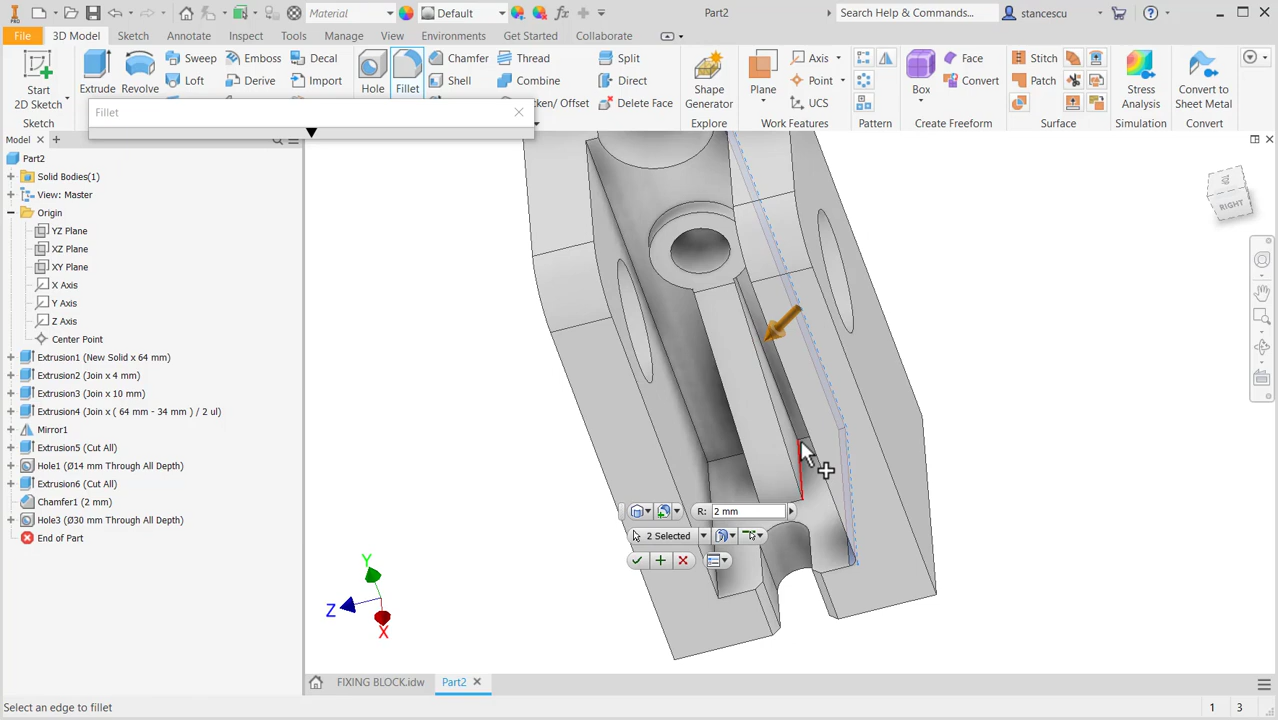 PRO
Material
Default
Part2
Search Help & Commands...
stancescu
File
3D Model
Sketch
Annotate
Inspect
Tools
Manage
View
Environments
Get Started
Collaborate
Start
2D Sketch
Sketch
Extrude
Revolve
Sweep
Loft
Emboss
Derive
Decal
Import
Hole
Fillet
Chamfer
Shell
Thread
Combine
Thicken/ Offset
Split
Direct
Delete Face
Shape
Generator
Explore
Plane
Axis
Point
UCS
Work Features
Pattern
Box
Face
Convert
Create Freeform
Stitch
Patch
Surface
Stress
Analysis
Simulation
Convert to
Sheet Metal
Convert
Fillet
Model
Part2
Solid Bodies(1)
View: Master
Origin
YZ Plane
XZ Plane
XY Plane
X Axis
Y Axis
Z Axis
Center Point
Extrusion1 (New Solid x 64 mm)
Extrusion2 (Join x 4 mm)
Extrusion3 (Join x 10 mm)
Extrusion4 (Join x ( 64 mm - 34 mm ) / 2 ul)
Mirror1
Extrusion5 (Cut All)
Hole1 (Ø14 mm Through All Depth)
Extrusion6 (Cut All)
Chamfer1 (2 mm)
Hole3 (Ø30 mm Through All Depth)
End of Part
RIGHT
R: 2 mm
2 Selected
Y
Z
X
FIXING BLOCK.idw
Part2
Select an edge to fillet
1 3